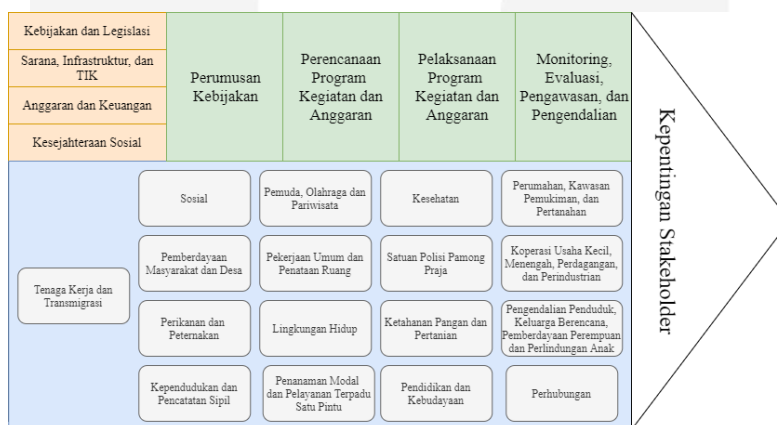 Kebijakan dan Legislasi
Sarana, Infrastruktur, dan
TIK
Anggaran dan Keuangan
Kesejahteraan Sosial
Perumusan
Kebijakan
Perencanaan
Program
Kegiatan dan
Anggaran
Pelaksanaan
Program
Kegiatan dan
Anggaran
Monitoring,
Evaluasi,
Pengawasan, dan
Pengendalian
Kepentingan Stakeholder
Tenaga Kerja dan
Transmigrasi
Sosial
Pemuda, Olahraga dan
Pariwisata
Kesehatan
Perumahan, Kawasan
Pemukiman, dan
Pertanahan
Pemberdayaan
Masyarakat dan Desa
Pekerjaan Umum dan
Penataan Ruang
Satuan Polisi Pamong
Praja
Koperasi Usaha Kecil,
Menengah, Perdagangan,
dan Perindustrian
Perikanan dan
Peternakan
Lingkungan Hidup
Ketahanan Pangan dan
Pertanian
Pengendalian Penduduk,
Keluarga Berencana,
Pemberdayaan Perempuan
dan Perlindungan Anak
Kependudukan dan
Pencatatan Sipil
Penanaman Modal
dan Pelayanan Terpadu
Satu Pintu
Pendidikan dan
Kebudayaan
Perhubungan